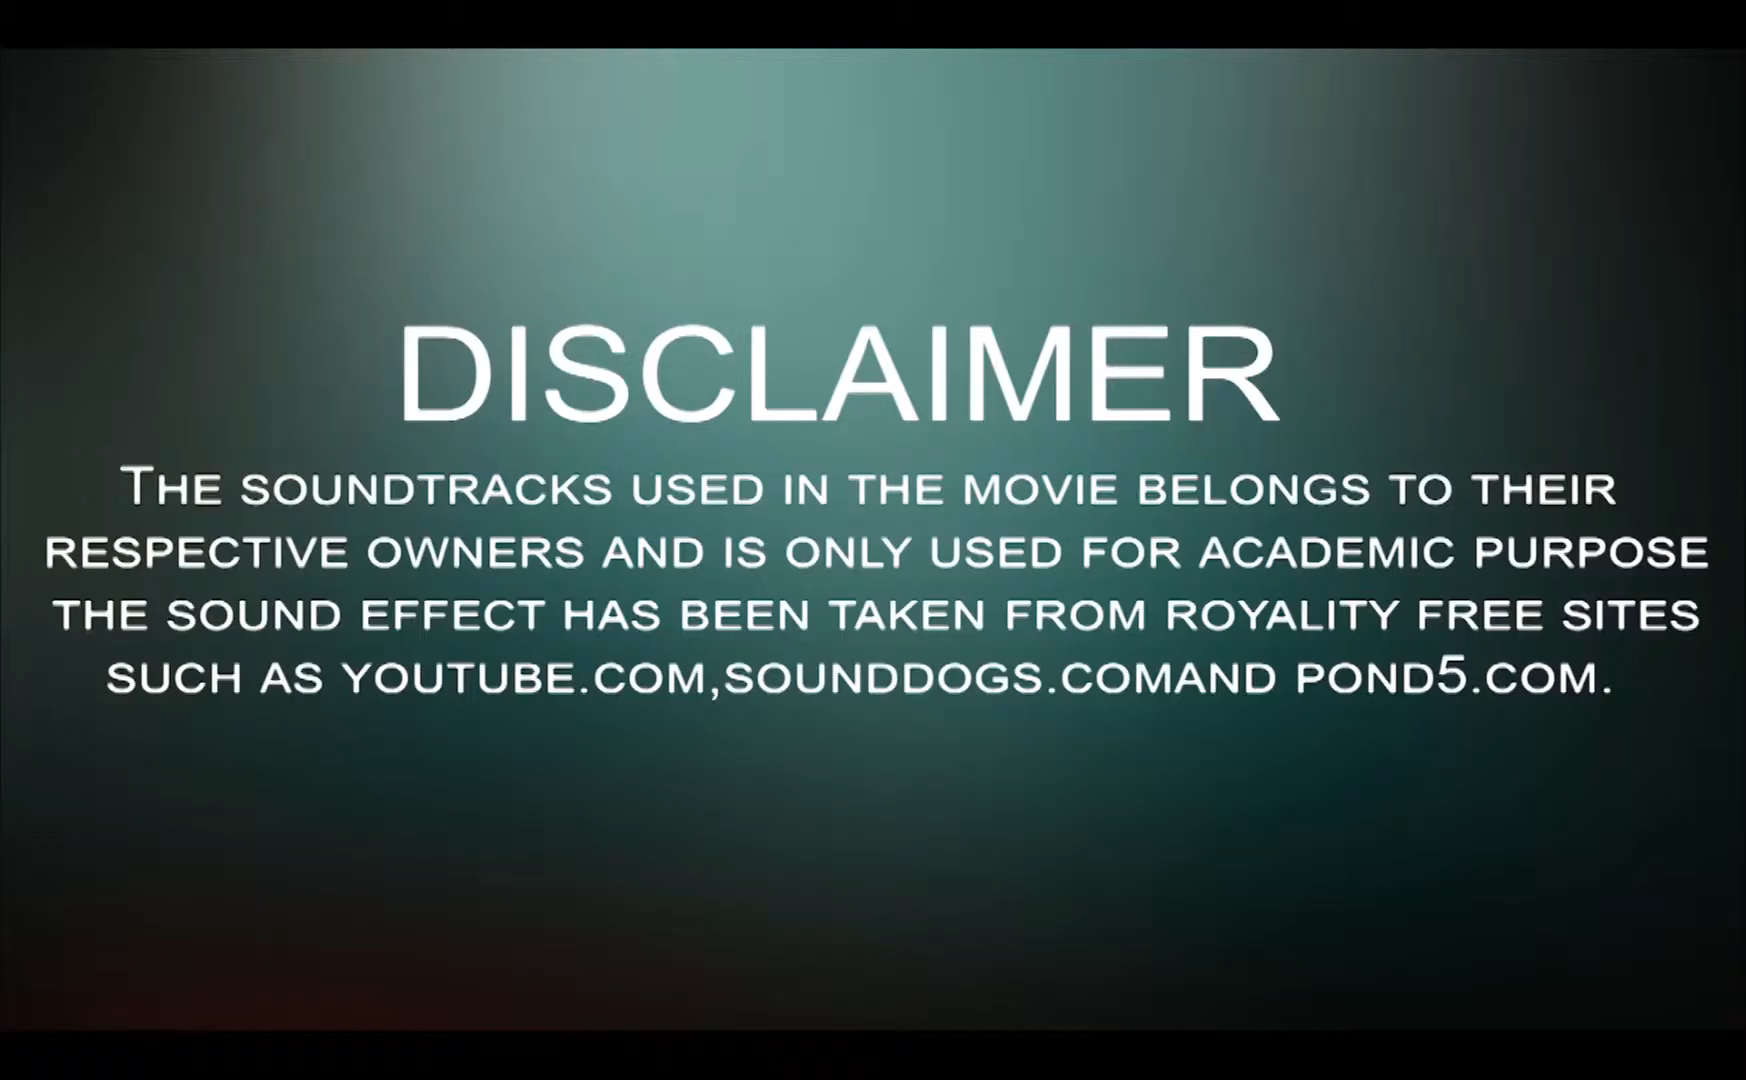 DISCLAIMER
THE SOUNDTRACKS USED IN THE MOVIE BELONGS TO THEIR
RESPECTIVE OWNERS AND IS ONLY USED FOR ACADEMIC PURPOSE
THE SOUND EFFECT HAS BEEN TAKEN FROM ROYALITY FREE SITES
SUCH AS YOUTUBE.COM,SOUNDDOGS.COMAND POND5.COM.